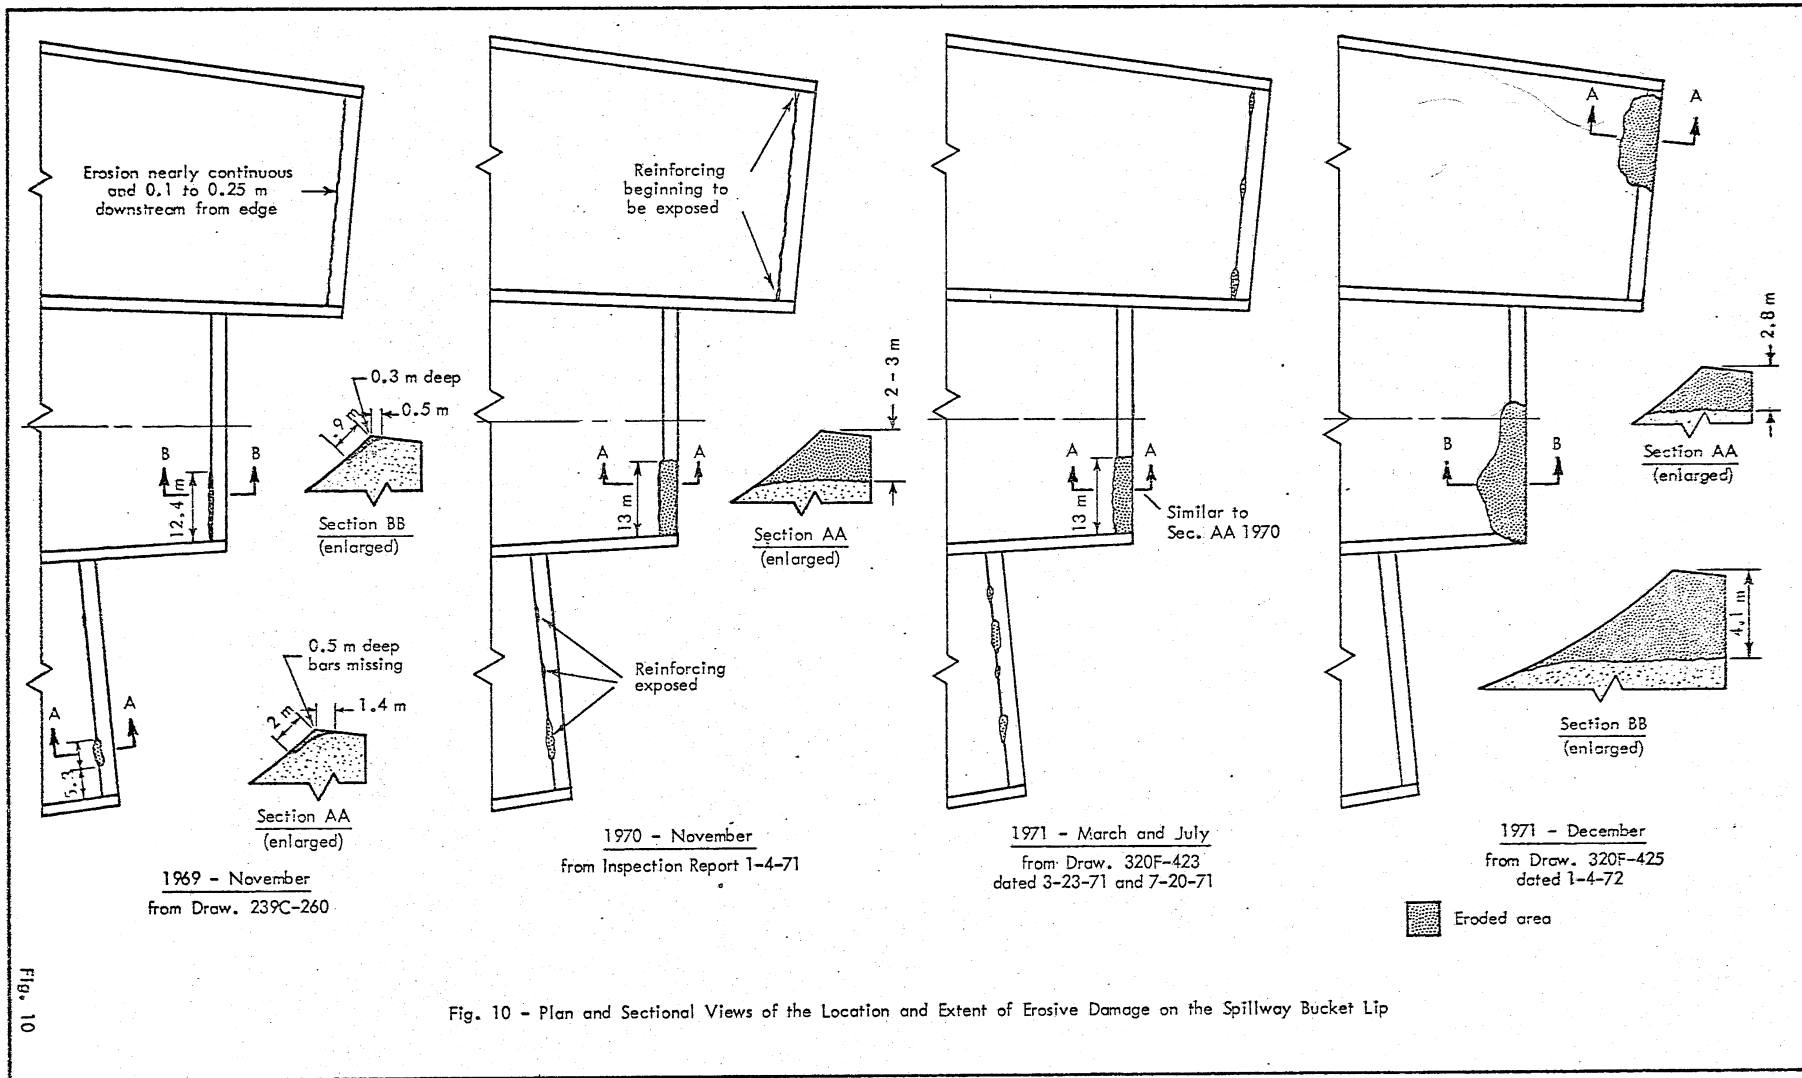 Erosion nearly continuous
and 0.1 to 0.25 m
downstream from edge
0.3 m deep
1.9 m
0.5 m
B
B
12.4 m
Section BB
(enlarged)
0.5 m deep
bars missing
2 m
1.4 m
A
A
5.3
Section AA
(enlarged)
1969 - November
from Draw. 239C-260
Reinforcing
beginning to
be exposed
2 - 3 m
A
A
13 m
Section AA
(enlarged)
Reinforcing
exposed
1970 - November
from Inspection Report 1-4-71
A
A
13 m
Similar to
Sec. AA 1970
1971 - March and July
from Draw. 320F-423
dated 3-23-71 and 7-20-71
A
A
2.8 m
Section AA
(enlarged)
B
B
4.1 m
Section BB
(enlarged)
1971 - December
from Draw. 320F-425
dated 1-4-72
Eroded area
Fig. 10
Fig. 10 - Plan and Sectional Views of the Location and Extent of Erosive Damage on the Spillway Bucket Lip